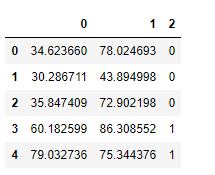 0 1 2
0 34.623660 78.024693 0
1 30.286711 43.894998 0
2 35.847409 72.902198 0
3 60.182599 86.308552 1
4 79.032736 75.344376 1